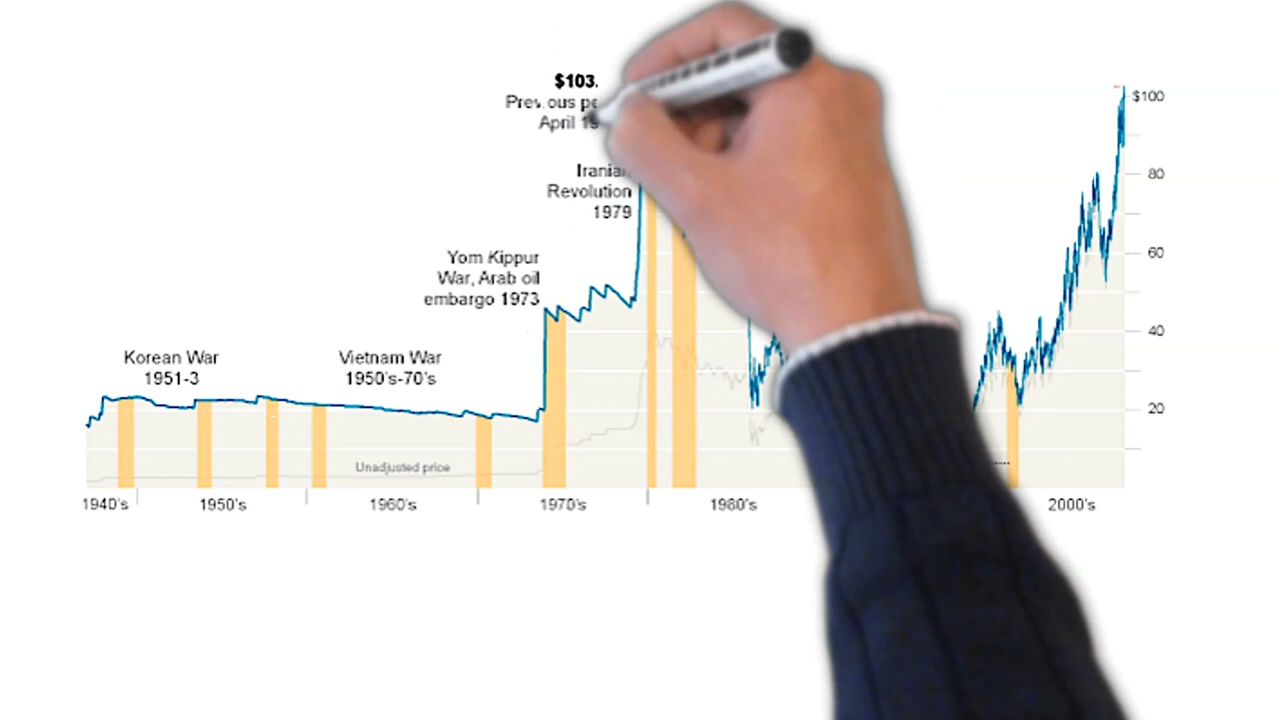 $103.
April
Iranian
Revolution
1979
Yom Kippur
War, Arab oil
embargo 1973
Korean War
1951-3
Vietnam War
1950's-70's
Unadjusted price
$100
80
60
40
20
1940's 1950's 1960's 1970's 1980's 2000's